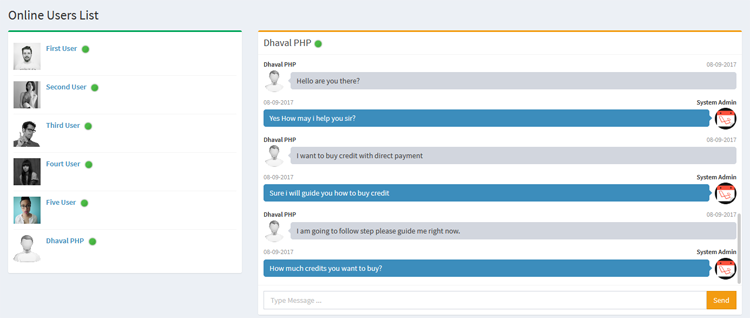 Online Users List
First User
Second User
Third User
Fourt User
Five User
Dhaval PHP
Dhaval PHP
Dhaval PHP 08-09-2017
Hello are you there?
08-09-2017 System Admin
Yes How may i help you sir?
Dhaval PHP 08-09-2017
I want to buy credit with direct payment
08-09-2017 System Admin
Sure i will guide you how to buy credit
Dhaval PHP 08-09-2017
I am going to follow step please guide me right now.
08-09-2017 System Admin
How much credits you want to buy?
Type Message ... Send